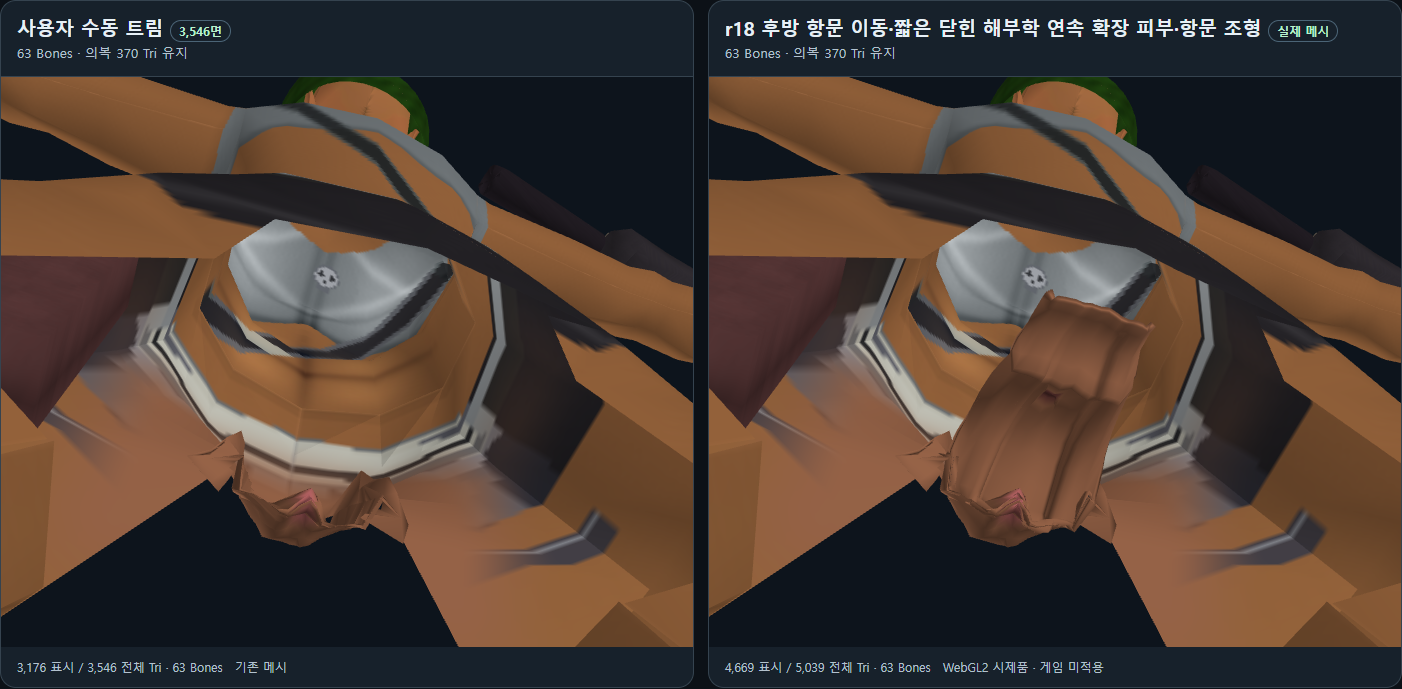 사용자 수동 트림 3,546면
63 Bones · 의복 370 Tri 유지
3,176 표시 / 3,546 전체 Tri · 63 Bones 기존 메시
r18 후방 항문 이동·짧은 닫힌 해부학 연속 확장 피부·항문 조형 실제 메시
63 Bones · 의복 370 Tri 유지
4,669 표시 / 5,039 전체 Tri · 63 Bones WebGL2 시제품 · 게임 미적용